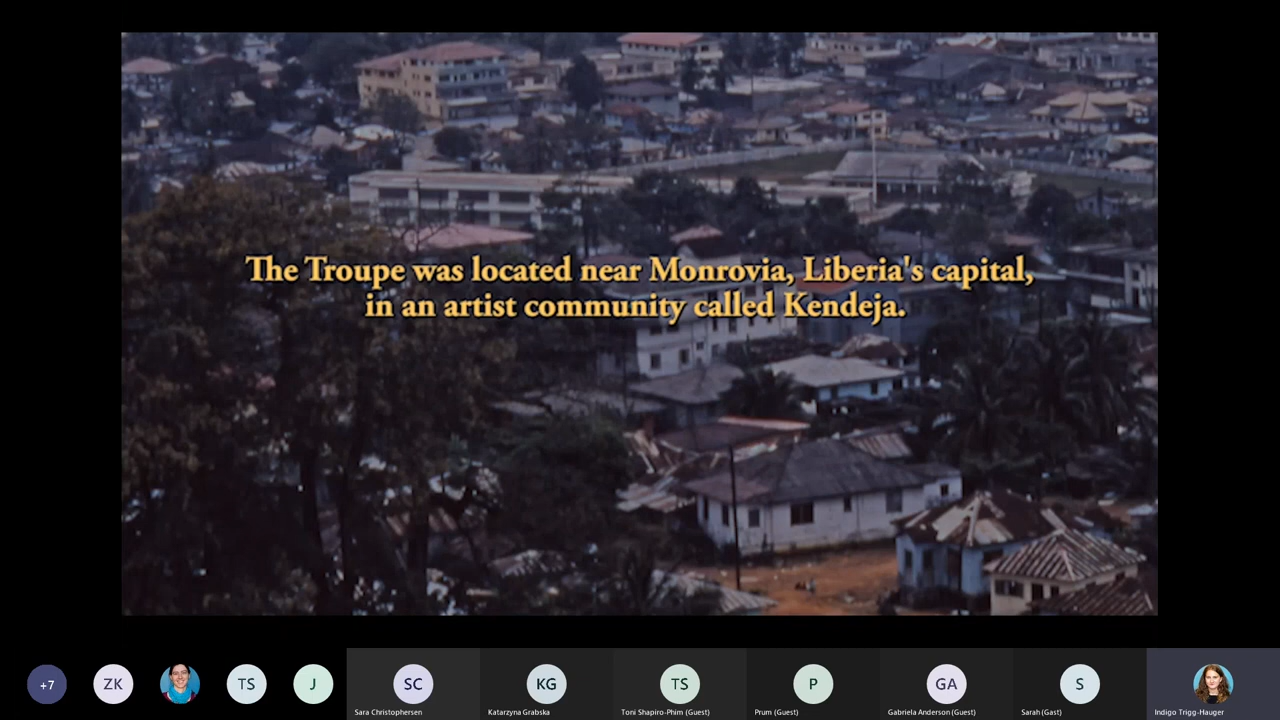 The Troupe was located near Monrovia, Liberia's capital,
in an artist community called Kendeja.
+7
ZK
TS
J
SC
KG
TS
P
GA
S
Sara Christophersen
Katarzyna Grabska
Toni Shapiro-Phim (Guest)
Prum (Guest)
Gabriela Anderson (Guest)
Sarah (Gast)
Indigo Trigg-Hauger